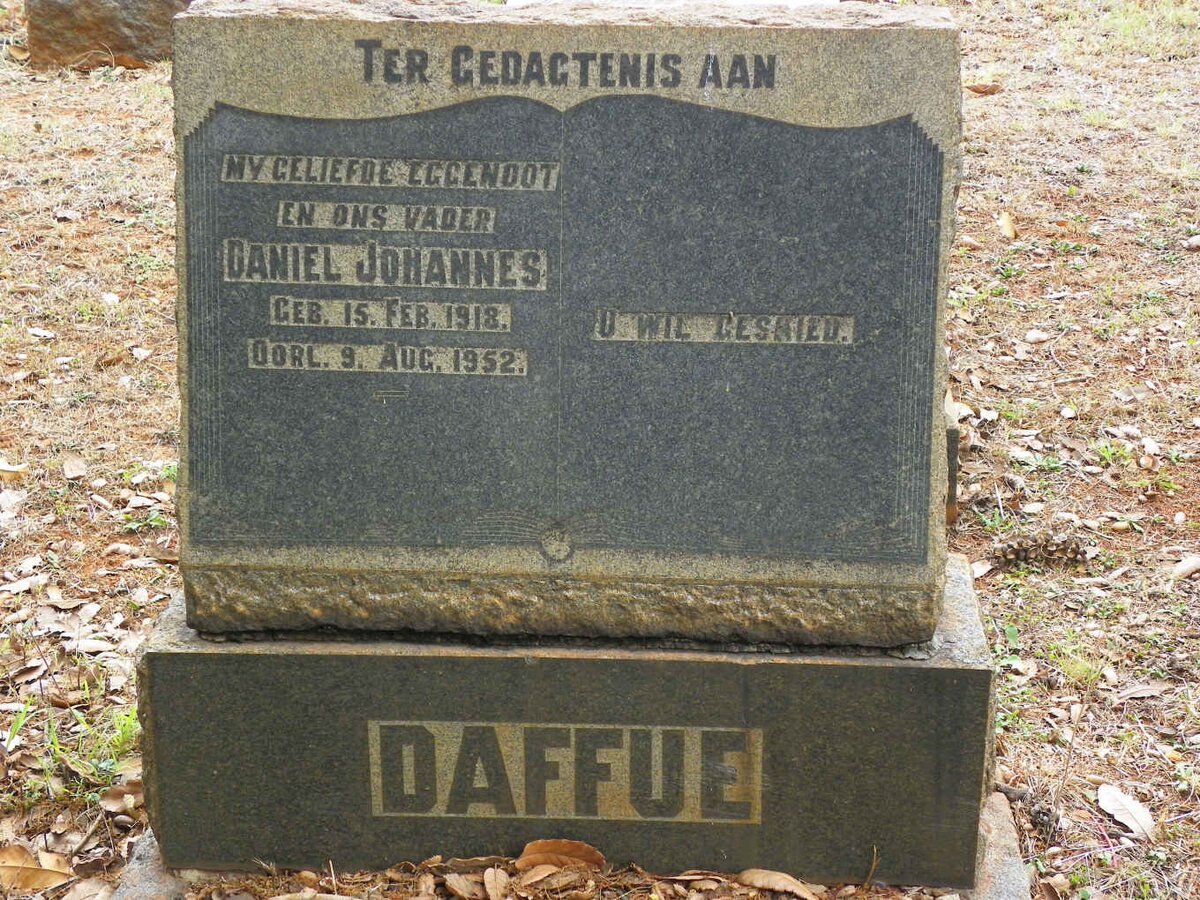 TER GEDAGTENIS AAN
MY GELIEFDE EGGENOOT
EN ONS VADER
DANIEL JOHANNES
GEB. 15. FEB. 1918.
OORL. 9. AUG. 1952.
U WIL GESKIED.
DAFFUE